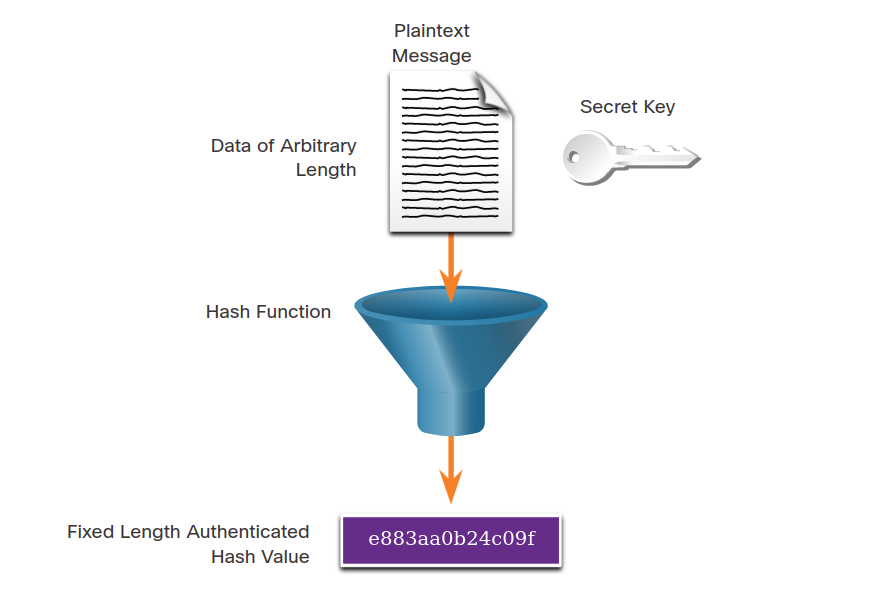 Plaintext
Message
Secret Key
Data of Arbitrary
Length
Hash Function
Fixed Length Authenticated
Hash Value
e883aa0b24c09f